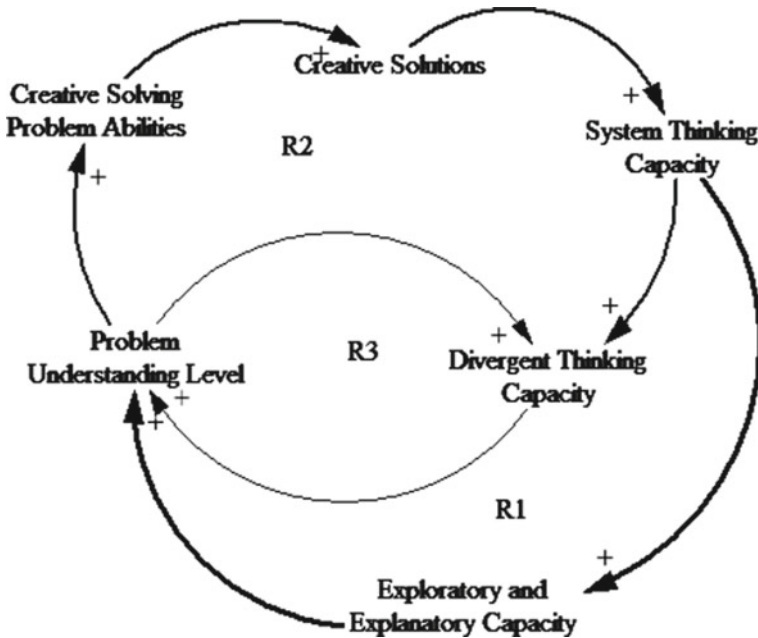 +
Creative Solutions
Creative Solving
Problem Abilities
+
System Thinking
Capacity
R2
+
+
Problem
Understanding Level
R3
+
Divergent Thinking
Capacity
+
+
R1
+
Exploratory and
Explanatory Capacity